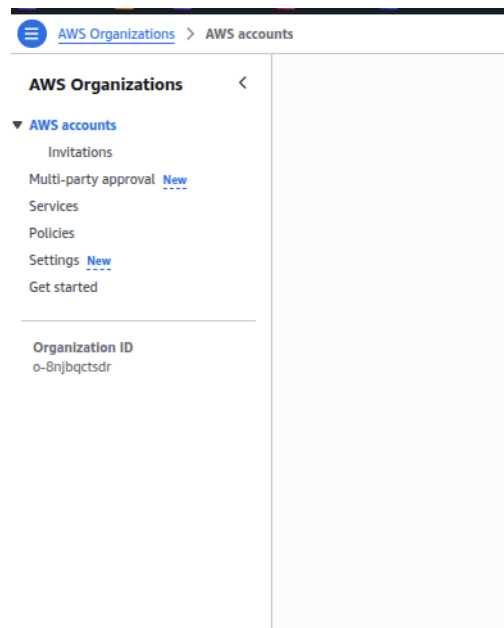 AWS Organizations > AWS accounts
AWS Organizations
AWS accounts
Invitations
Multi-party approval New
Services
Policies
Settings New
Get started
Organization ID
o-8njbqctsdr